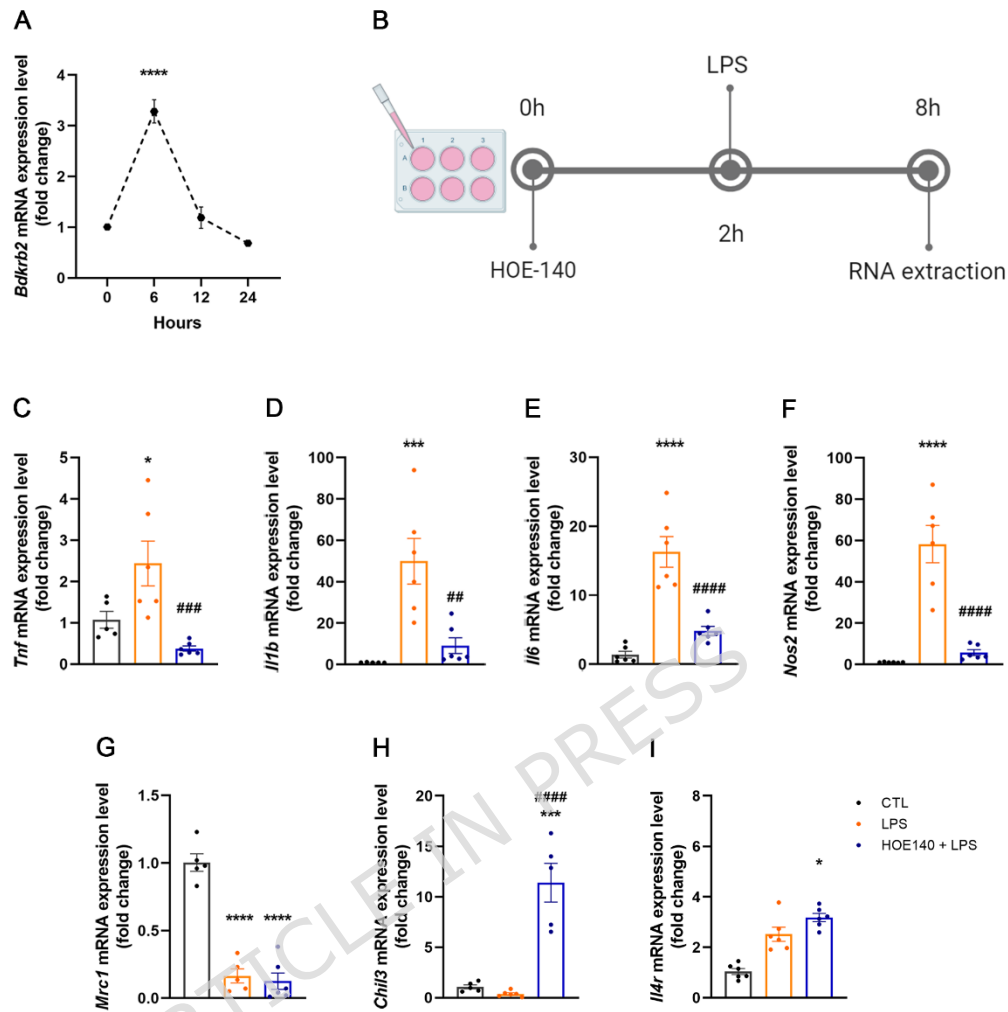 A
Bdkrb2 mRNA expression level
(fold change)
4
3
2
1
0
****
0
6
12
24
Hours
B
0h
LPS
8h
1
2
3
A
B
2h
HOE-140
RNA extraction
C
Tnf mRNA expression level
(fold change)
5
4
3
2
1
0
*
###
D
Il1b mRNA expression level
(fold change)
100
80
60
40
20
0
***
##
E
Il6 mRNA expression level
(fold change)
30
20
10
0
****
####
F
Nos2 mRNA expression level
(fold change)
100
80
60
40
20
0
****
####
G
Mrc1 mRNA expression level
(fold change)
1.5
1.0
0.5
0.0
****
****
H
Chil3 mRNA expression level
(fold change)
20
15
10
5
0
####
***
I
Il4r mRNA expression level
(fold change)
8
6
4
2
0
*
CTL
LPS
HOE140 + LPS
RTICLE IN PRESS